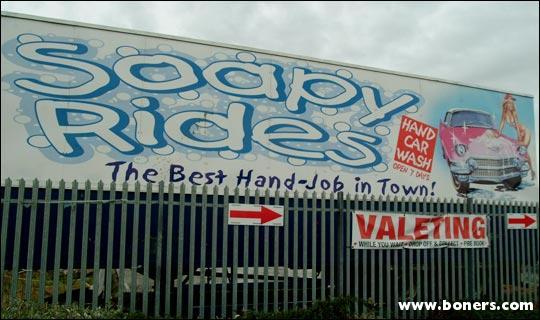 Soapy
Rides
HAND
CAR
WASH
OPEN 7 DAYS
The Best Hand-Job in Town!
VALETING
• WHILE YOU WAIT • DROP OFF & COLLECT • PRE BOOK •
www.boners.com